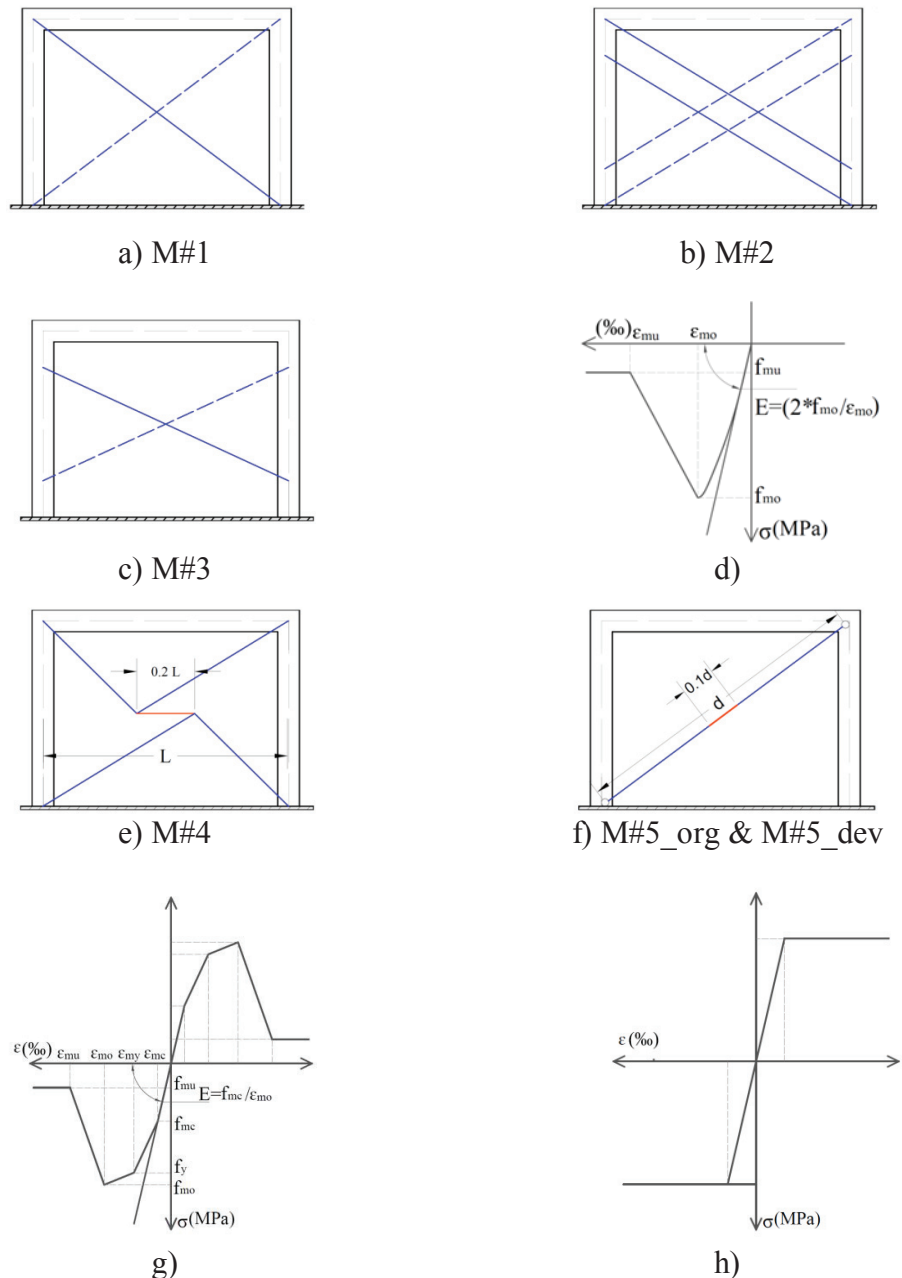 a) M#1
b) M#2
c) M#3
(‰) εmu εmo
fmu
E=(2*fmo/εmo)
fmo
σ(MPa)
d)
0.2 L
L
e) M#4
0.1d
d
f) M#5_org & M#5_dev
ε(‰) εmu εmo εmy εmc
fmu
E=fmc/εmo
fmc
fy
fmo
σ(MPa)
g)
ε(‰)
σ(MPa)
h)